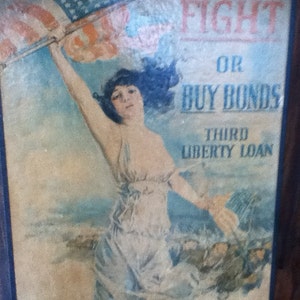 FIGHT
OR
BUY BONDS
THIRD
LIBERTY LOAN